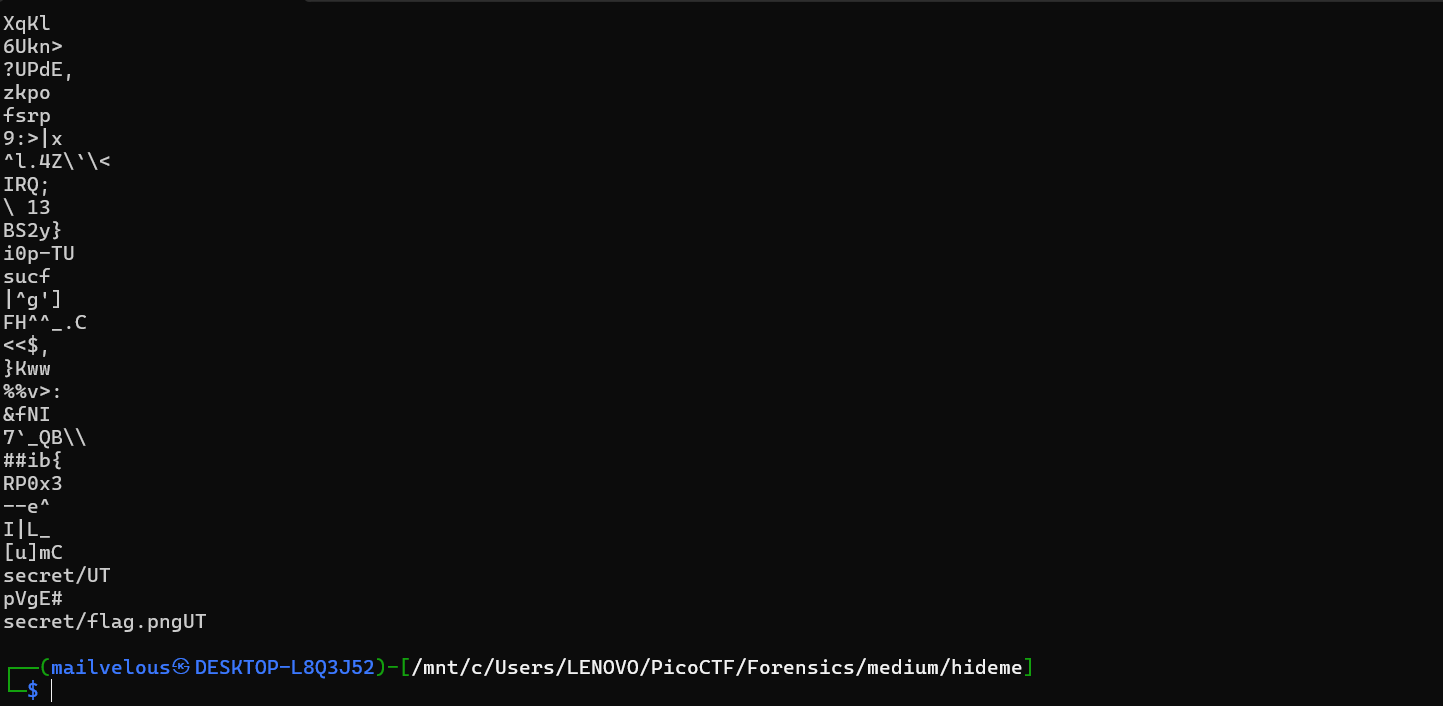 XqKl
6Ukn>
?UPdE,
zkpo
fsrp
9:>|x
^l.4Z\`\<
IRQ;
\ 13
BS2y}
i0p-TU
sucf
|^g']
FH^^_.C
<<$,
}Kww
%%v>:
&fNI
7`_QB\\
##ib{
RP0x3
--e^
I|L_
[u]mC
secret/UT
pVgE#
secret/flag.pngUT
┌──(mailvelous㉿DESKTOP-L8Q3J52)-[/mnt/c/Users/LENOVO/PicoCTF/Forensics/medium/hideme]
└─$